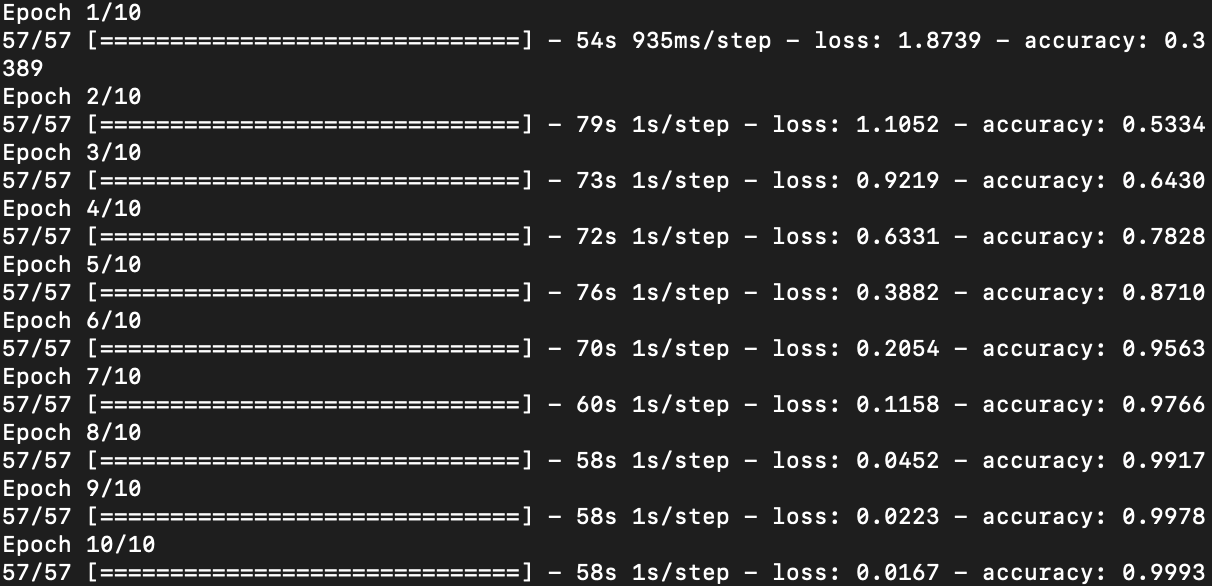 Epoch 1/10
57/57 [==============================] - 54s 935ms/step - loss: 1.8739 - accuracy: 0.3
389
Epoch 2/10
57/57 [==============================] - 79s 1s/step - loss: 1.1052 - accuracy: 0.5334
Epoch 3/10
57/57 [==============================] - 73s 1s/step - loss: 0.9219 - accuracy: 0.6430
Epoch 4/10
57/57 [==============================] - 72s 1s/step - loss: 0.6331 - accuracy: 0.7828
Epoch 5/10
57/57 [==============================] - 76s 1s/step - loss: 0.3882 - accuracy: 0.8710
Epoch 6/10
57/57 [==============================] - 70s 1s/step - loss: 0.2054 - accuracy: 0.9563
Epoch 7/10
57/57 [==============================] - 60s 1s/step - loss: 0.1158 - accuracy: 0.9766
Epoch 8/10
57/57 [==============================] - 58s 1s/step - loss: 0.0452 - accuracy: 0.9917
Epoch 9/10
57/57 [==============================] - 58s 1s/step - loss: 0.0223 - accuracy: 0.9978
Epoch 10/10
57/57 [==============================] - 58s 1s/step - loss: 0.0167 - accuracy: 0.9993